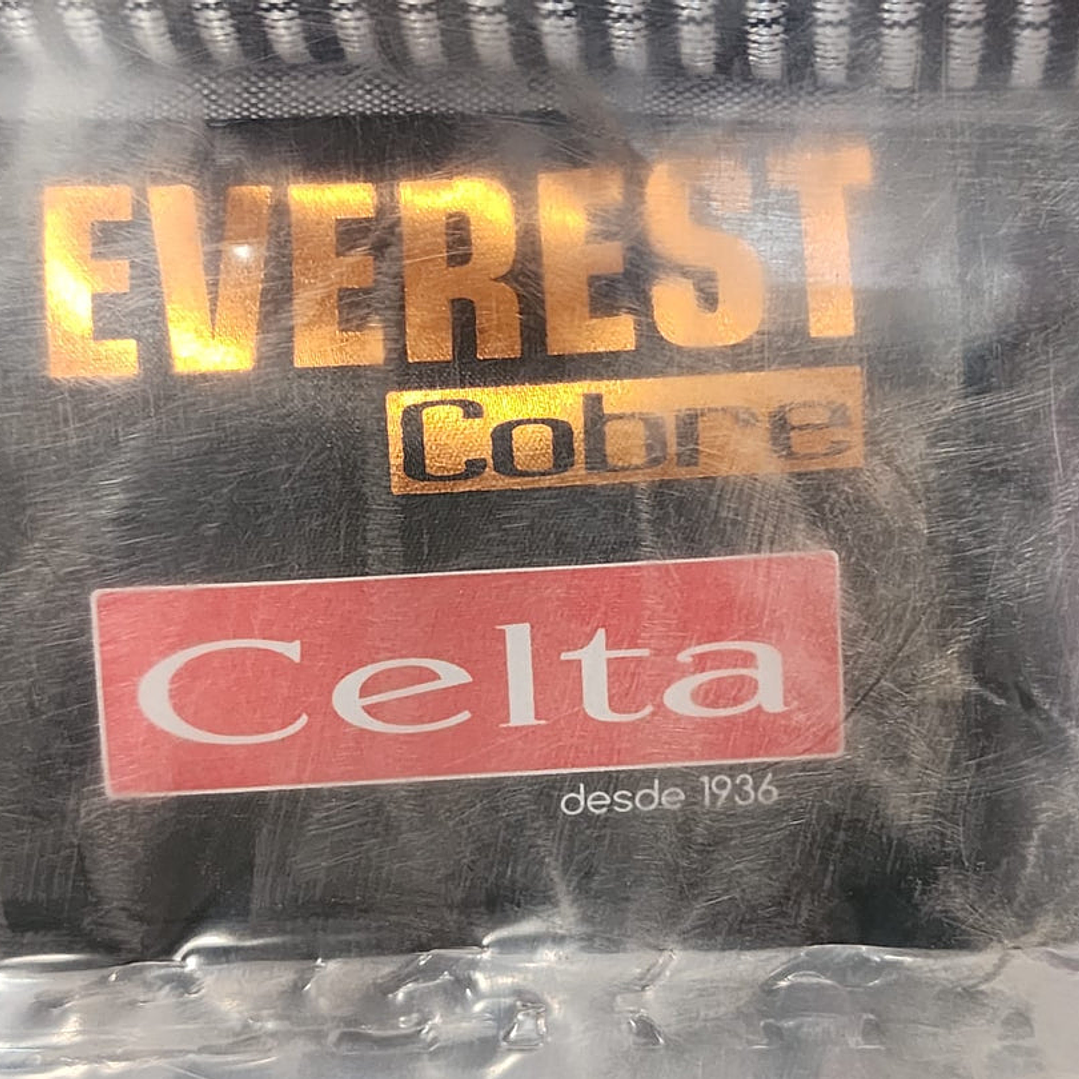 EVEREST
Cobre
Celta
desde 1936